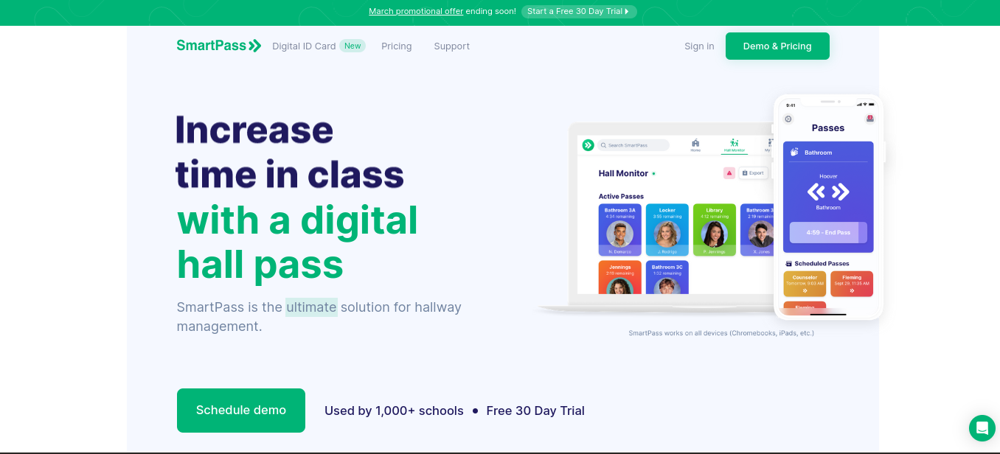 March promotional offer ending soon! Start a Free 30 Day Trial
SmartPass Digital ID Card New Pricing Support Sign in Demo & Pricing
Increase
time in class
with a digital
hall pass
SmartPass is the ultimate solution for hallway
management.
Search SmartPass Home Hall Monitor My
Hall Monitor Export
Active Passes
Bathroom 3A Locker Library Bathroom 3
4:34 remaining 3:55 remaining 4:12 remaining 2:19 remaining
N. Demarco J. Rodrigo P. Jennings X. Jones
Jennings Bathroom 3C
2:19 remaining 1:32 remaining
9:41
Passes
Bathroom
Hoover
Bathroom
4:59 - End Pass
Scheduled Passes
Counselor Fleming
Tomorrow, 9:03 AM Sept 29, 11:35 AM
Fleming
SmartPass works on all devices (Chromebooks, iPads, etc.)
Schedule demo Used by 1,000+ schools • Free 30 Day Trial